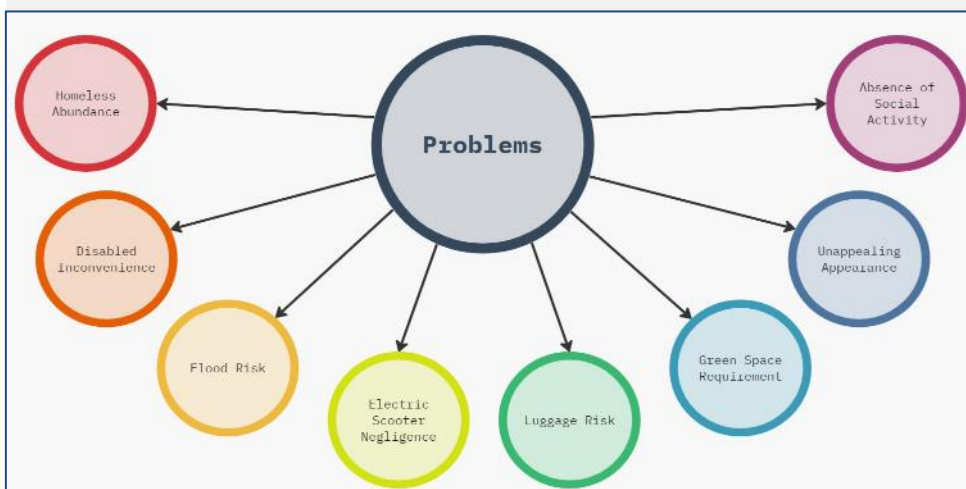 Problems
Homeless
Abundance
Disabled
Inconvenience
Flood Risk
Electric
Scooter
Negligence
Luggage Risk
Green Space
Requirement
Unappealing
Appearance
Absence of
Social
Activity